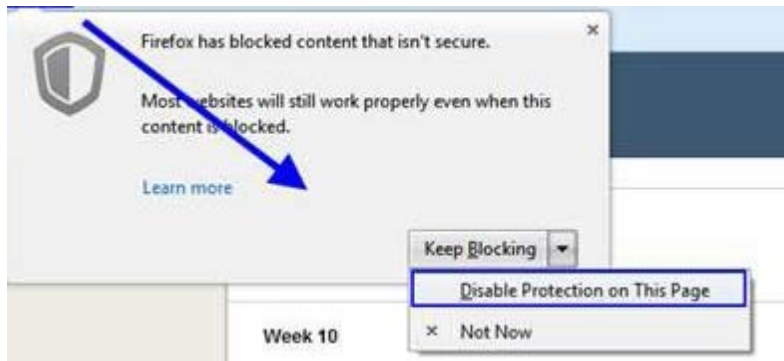 Firefox has blocked content that isn't secure.
Most websites will still work properly even when this
content is blocked.
Learn more
Keep Blocking
Disable Protection on This Page
× Not Now
Week 10